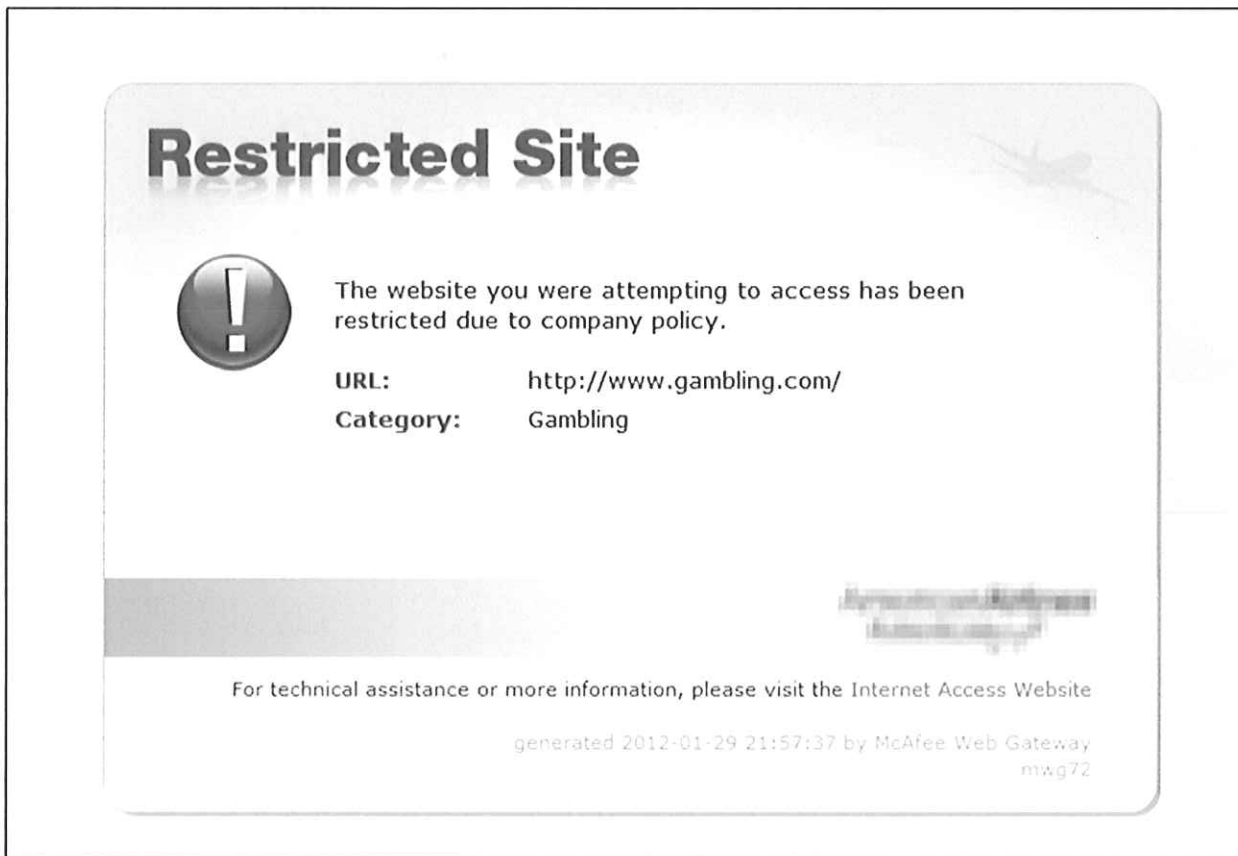 Restricted Site
The website you were attempting to access has been
restricted due to company policy.
URL: http://www.gambling.com/
Category: Gambling
For technical assistance or more information, please visit the Internet Access Website
generated 2012-01-29 21:57:37 by McAfee Web Gateway
mwg72